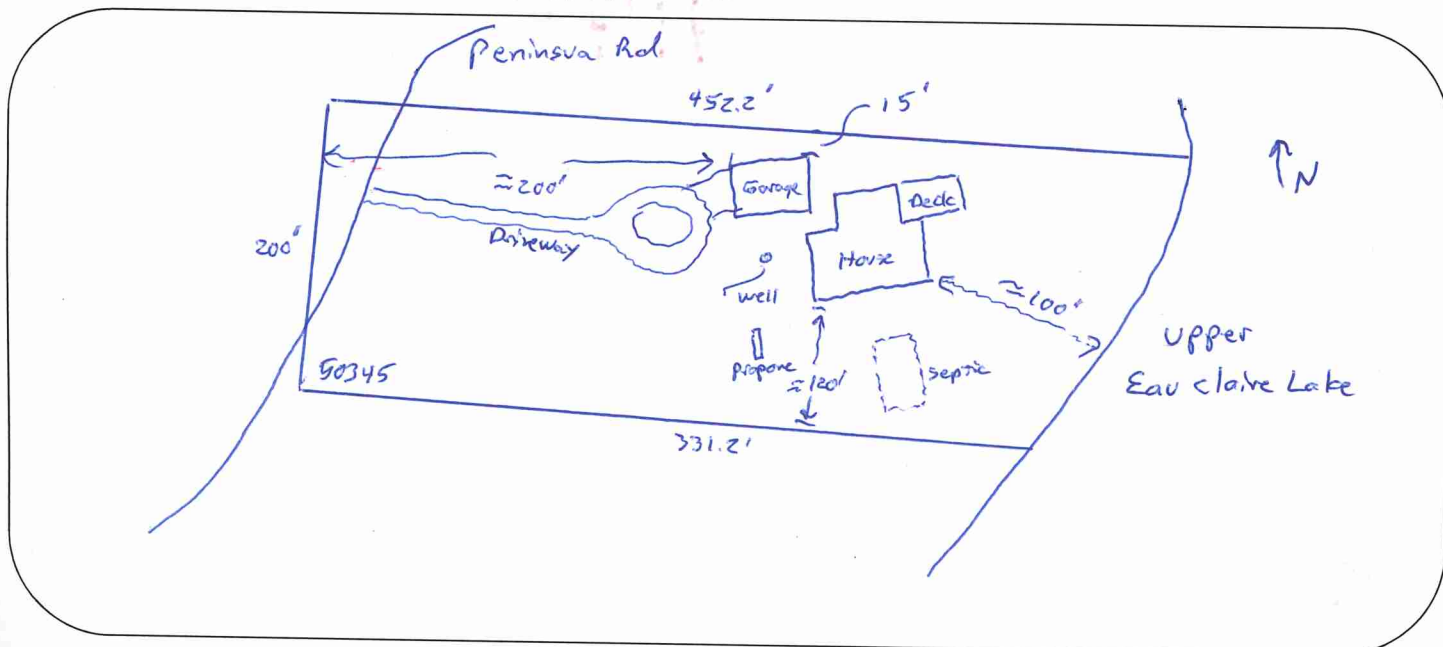 Peninsua Rd
452.2'
15'
N
≈200'
Garage
Deck
200'
Driveway
House
well
≈100'
Upper
Eau Claire Lake
propane
≈120'
septic
50345
331.2'